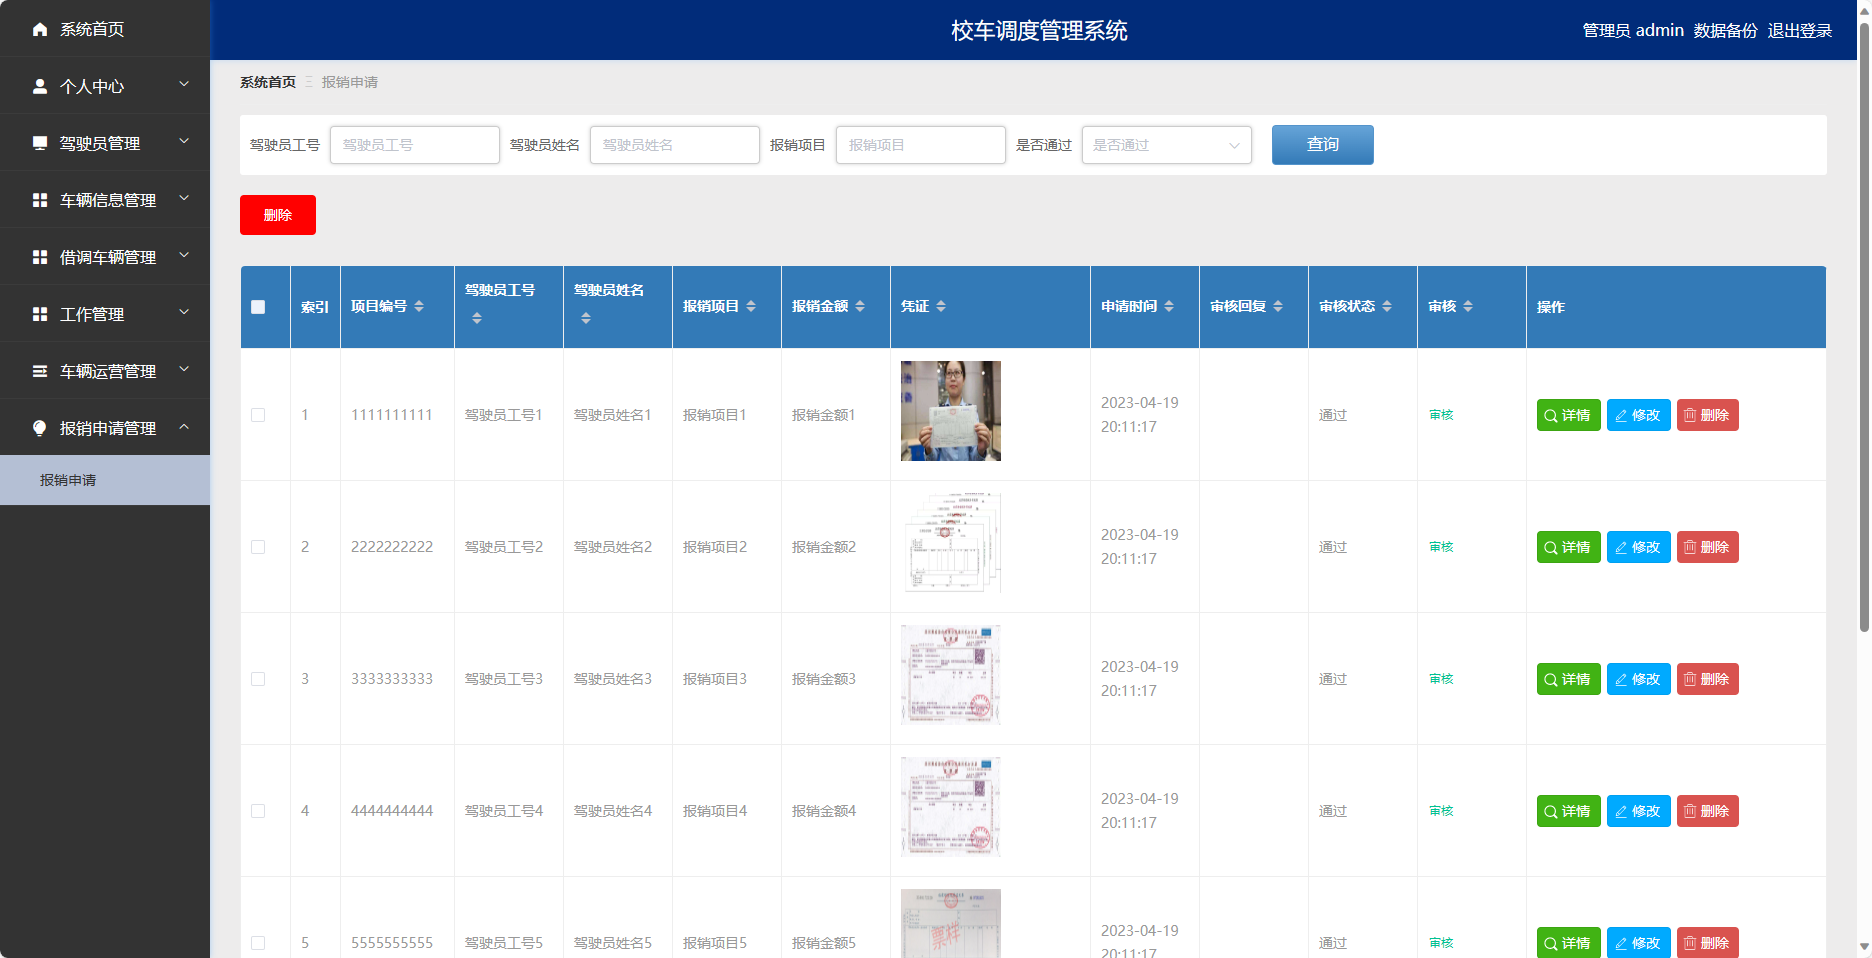 校车调度管理系统
管理员 admin 数据备份 退出登录
系统首页
个人中心
驾驶员管理
车辆信息管理
借调车辆管理
工作管理
车辆运营管理
报销申请管理
报销申请
系统首页 报销申请
驾驶员工号 驾驶员工号 驾驶员姓名 驾驶员姓名 报销项目 报销项目 是否通过 是否通过 查询
删除
索引 项目编号 驾驶员工号 驾驶员姓名 报销项目 报销金额 凭证 申请时间 审核回复 审核状态 审核 操作
1 1111111111 驾驶员工号1 驾驶员姓名1 报销项目1 报销金额1 2023-04-19 通过 审核 详情 修改 删除
20:11:17
2 2222222222 驾驶员工号2 驾驶员姓名2 报销项目2 报销金额2 2023-04-19 通过 审核 详情 修改 删除
20:11:17
3 3333333333 驾驶员工号3 驾驶员姓名3 报销项目3 报销金额3 2023-04-19 通过 审核 详情 修改 删除
20:11:17
4 4444444444 驾驶员工号4 驾驶员姓名4 报销项目4 报销金额4 2023-04-19 通过 审核 详情 修改 删除
20:11:17
票样
5 5555555555 驾驶员工号5 驾驶员姓名5 报销项目5 报销金额5 2023-04-19 通过 审核 详情 修改 删除
20:11:17